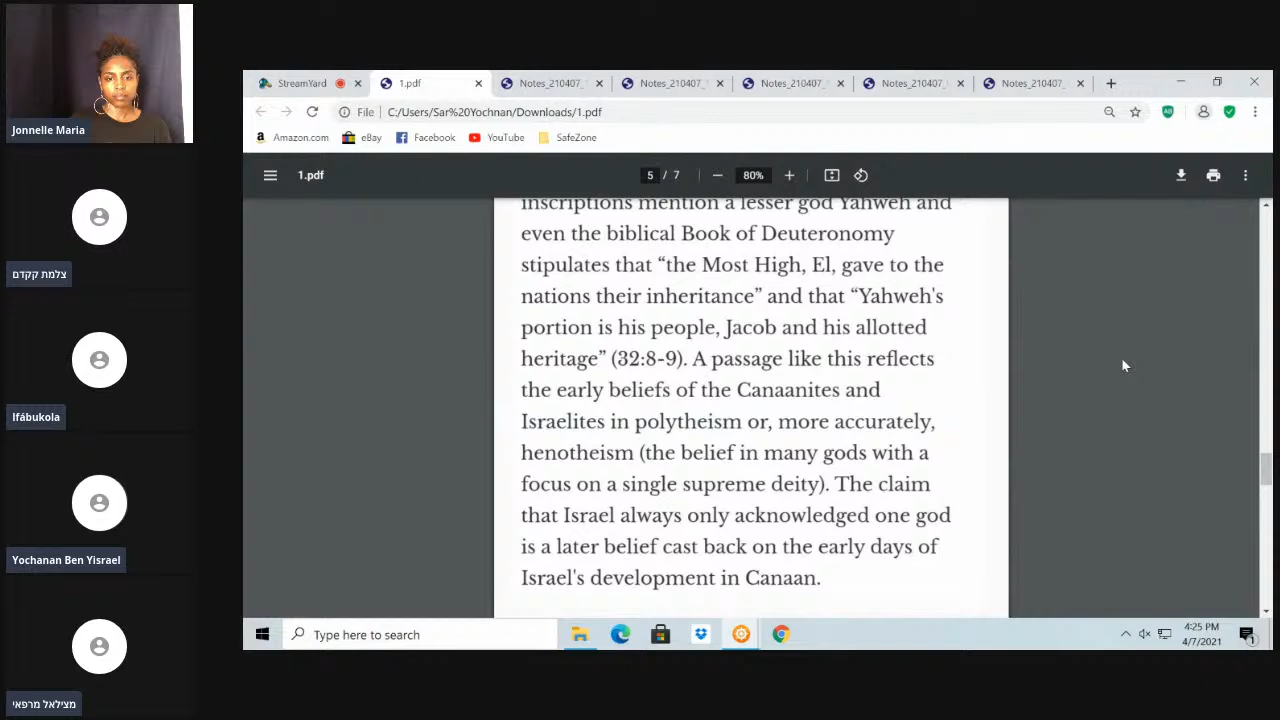 Jonnelle Maria
צלמת קקדם
Ifábukola
Yochanan Ben Yisrael
מצילאל מרפאי
StreamYard
1.pdf
Notes_210407_
Notes_210407_
Notes_210407_
Notes_210407_
Notes_210407_
File C:/Users/Sar%20Yochnan/Downloads/1.pdf
Amazon.com eBay Facebook YouTube SafeZone
1.pdf 5 / 7 80%
inscriptions mention a lesser god Yahweh and
even the biblical Book of Deuteronomy
stipulates that “the Most High, El, gave to the
nations their inheritance” and that “Yahweh's
portion is his people, Jacob and his allotted
heritage” (32:8-9). A passage like this reflects
the early beliefs of the Canaanites and
Israelites in polytheism or, more accurately,
henotheism (the belief in many gods with a
focus on a single supreme deity). The claim
that Israel always only acknowledged one god
is a later belief cast back on the early days of
Israel's development in Canaan.
Type here to search
4:25 PM
4/7/2021